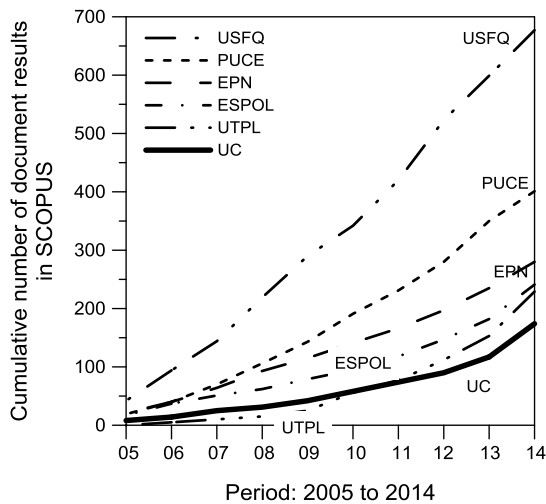 Cumulative number of document results
in SCOPUS
700
600
500
400
300
200
100
0
USFQ
PUCE
EPN
ESPOL
UTPL
UC
USFQ
PUCE
EPN
ESPOL
UC
UTPL
05 06 07 08 09 10 11 12 13 14
Period: 2005 to 2014